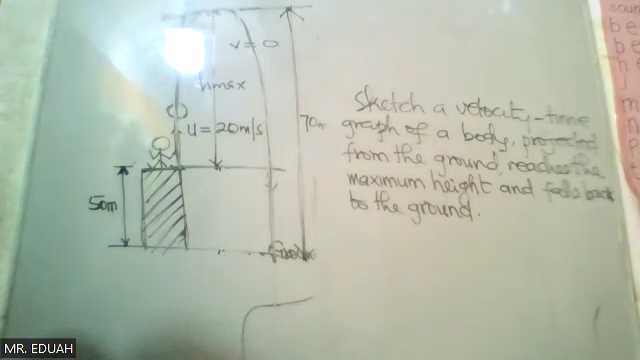 v = 0
hmax
u = 20m/s
70m
50m
Ground
Sketch a velocity-time
graph of a body, projected
from the ground, reaches the
maximum height and falls back
to the ground.
MR. EDUAH